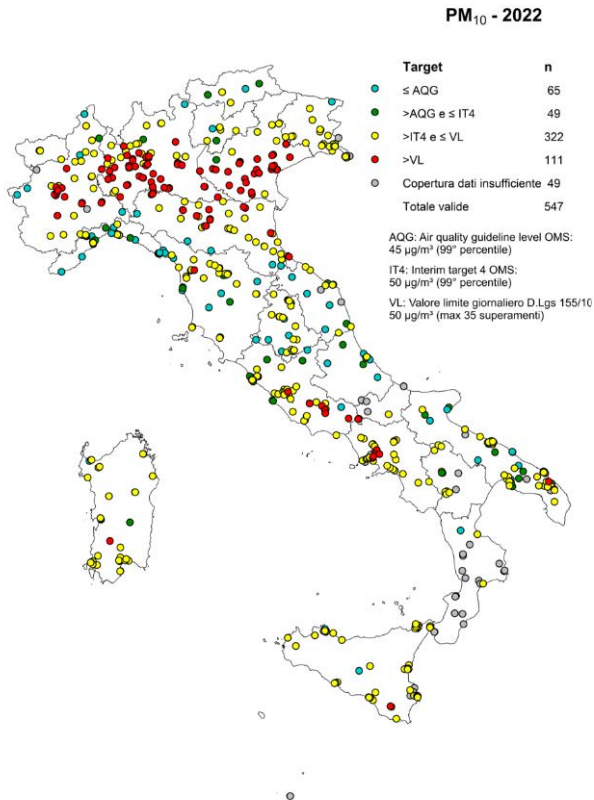 PM₁₀ - 2022
Target n
≤ AQG 65
>AQG e ≤ IT4 49
>IT4 e ≤ VL 322
>VL 111
Copertura dati insufficiente 49
Totale valide 547
AQG: Air quality guideline level OMS:
45 μg/m³ (99° percentile)
IT4: Interim target 4 OMS:
50 μg/m³ (99° percentile)
VL: Valore limite giornaliero D.Lgs 155/10
50 μg/m³ (max 35 superamenti)